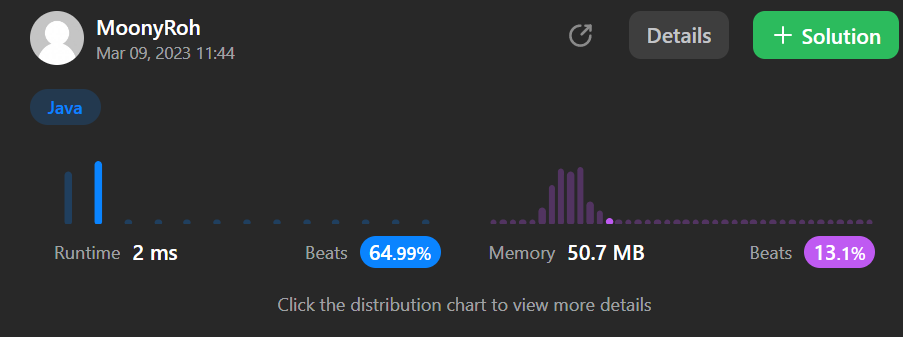 MoonyRoh
Mar 09, 2023 11:44
Details
+ Solution
Java
Runtime 2 ms Beats 64.99%
Memory 50.7 MB Beats 13.1%
Click the distribution chart to view more details